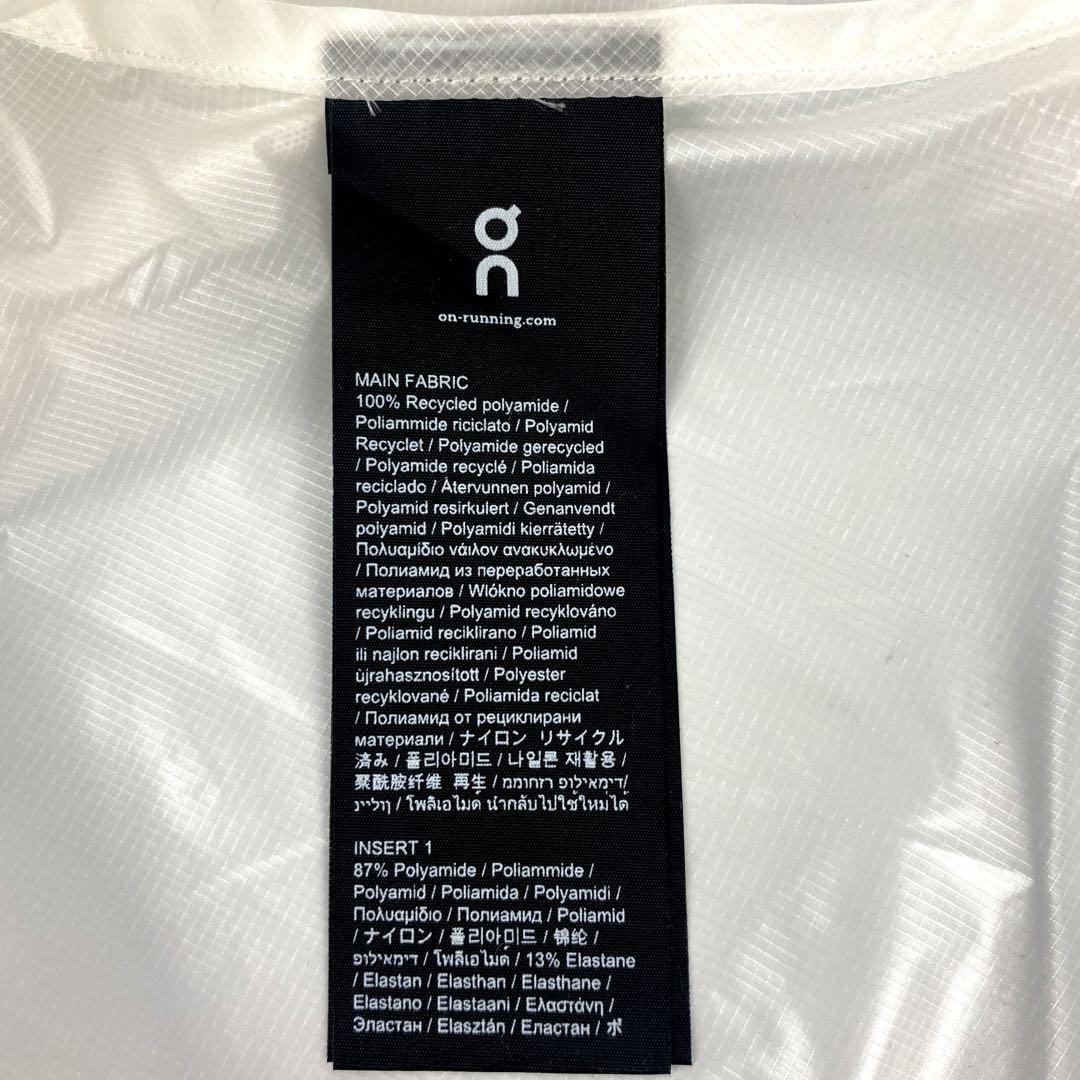 on
on-running.com
MAIN FABRIC
100% Recycled polyamide /
Poliammide riciclato / Polyamid
Recyclet / Polyamide gerecycled
/ Polyamide recyclé / Poliamida
reciclado / Återvunnen polyamid /
Polyamid resirkulert / Genanvendt
polyamid / Polyamidi kierrätetty /
Πολυαμίδιο νάιλον ανακυκλωμένο
/ Полиамид из переработанных
материалов / Wlókno poliamidowe
recyklingu / Polyamid recyklováno
/ Poliamid reciklirano / Poliamid
ili najlon reciklirani / Poliamid
ùjrahasznosított / Polyester
recyklované / Poliamida reciclat
/ Полиамид от рециклирани
материали / ナイロン リサイクル
済み / 폴리아미드 / 나일론 재활용 /
聚酰胺纤维 再生 / ממוחזר פוליאמיד/
ניילון / โพลีเอไมด์ นำกลับไปใช้ใหม่ได้
INSERT 1
87% Polyamide / Poliammide /
Polyamid / Poliamida / Polyamidi /
Πολυαμίδιο / Полиамид / Poliamid
/ ナイロン / 폴리아미드 / 锦纶 /
פוליאמיד / โพลีเอไมด์ / 13% Elastane
/ Elastan / Elasthan / Elasthane /
Elastano / Elastaani / Ελαστάνη /
Эластан / Elasztán / Еластан / ポ